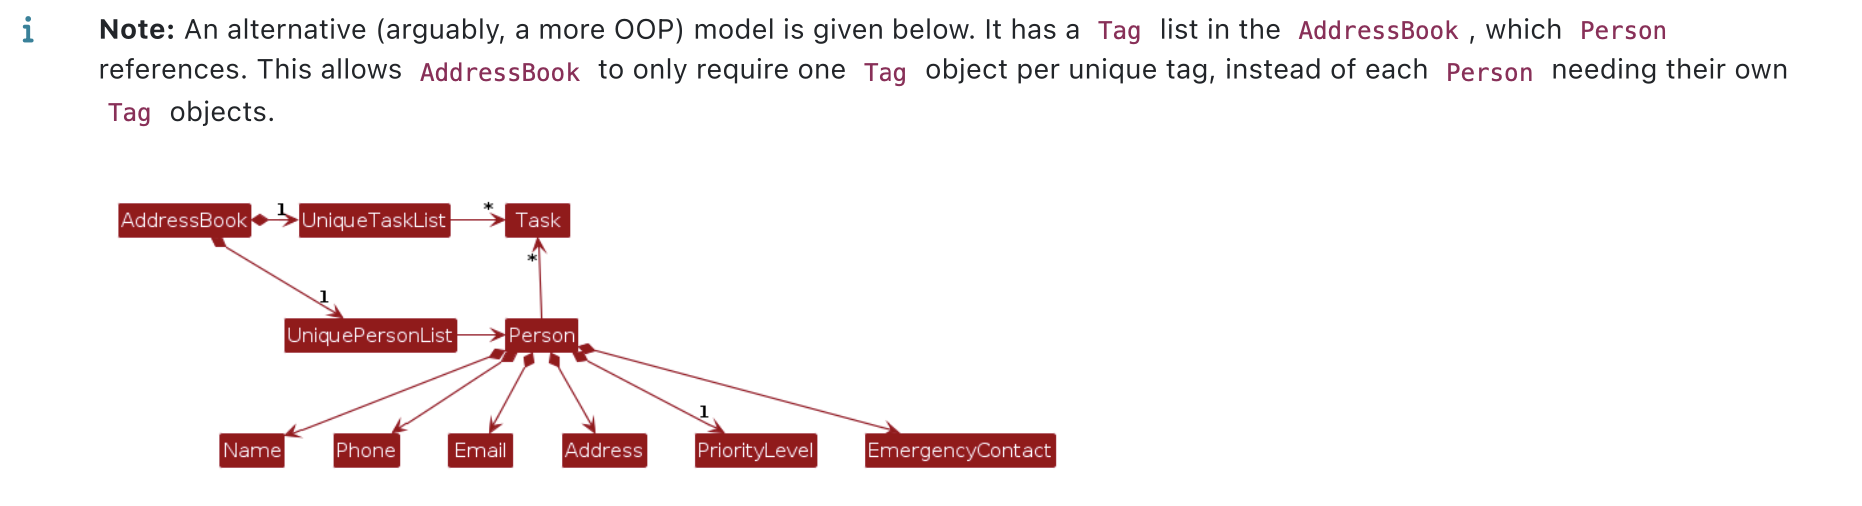 Note: An alternative (arguably, a more OOP) model is given below. It has a Tag list in the AddressBook , which Person
references. This allows AddressBook to only require one Tag object per unique tag, instead of each Person needing their own
Tag objects.
AddressBook 1 UniqueTaskList * Task
*
1
UniquePersonList Person
1
Name Phone Email Address PriorityLevel EmergencyContact